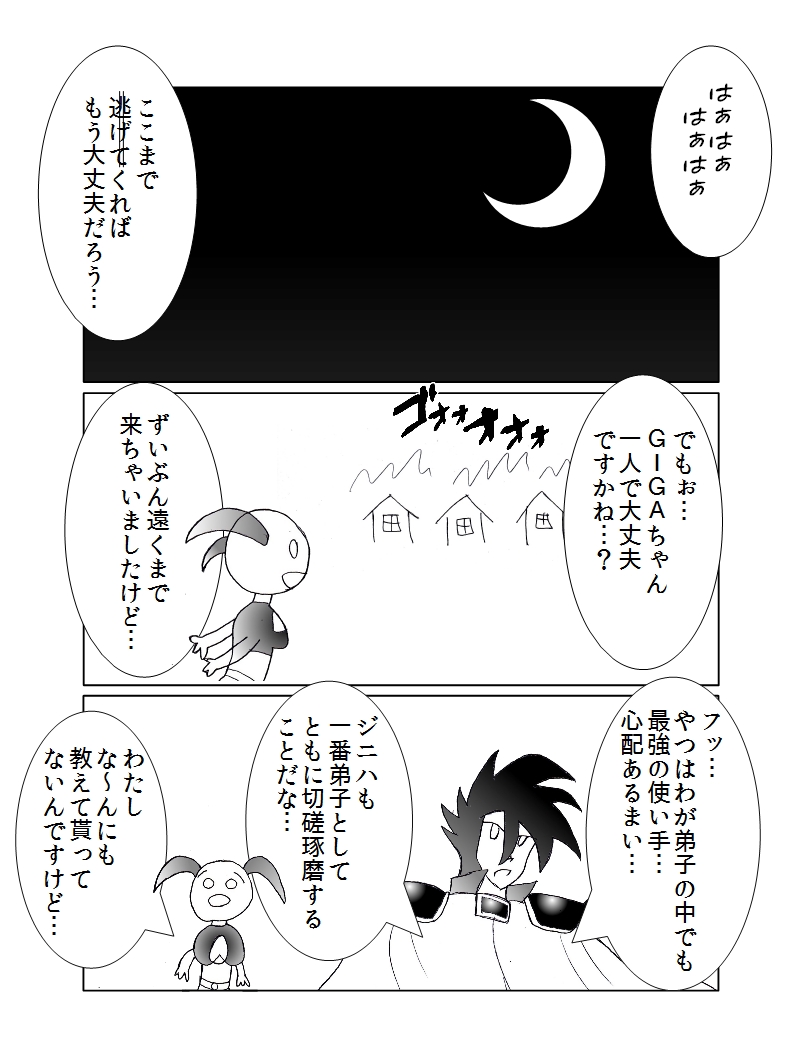 はぁはぁ
はぁはぁ
ここまで
逃げてくれば
もう大丈夫だろう…
でもぉ…
GIGAちゃん
一人で大丈夫
ですかね…？
ゴォォオォォ
ずいぶん遠くまで
来ちゃいましたけど…
フッ…
やつはわが弟子の中でも
最強の使い手…
心配あるまい…
ジニハも
一番弟子として
ともに切磋琢磨する
ことだな…
わたし
な～んにも
教えて貰って
ないんですけど…